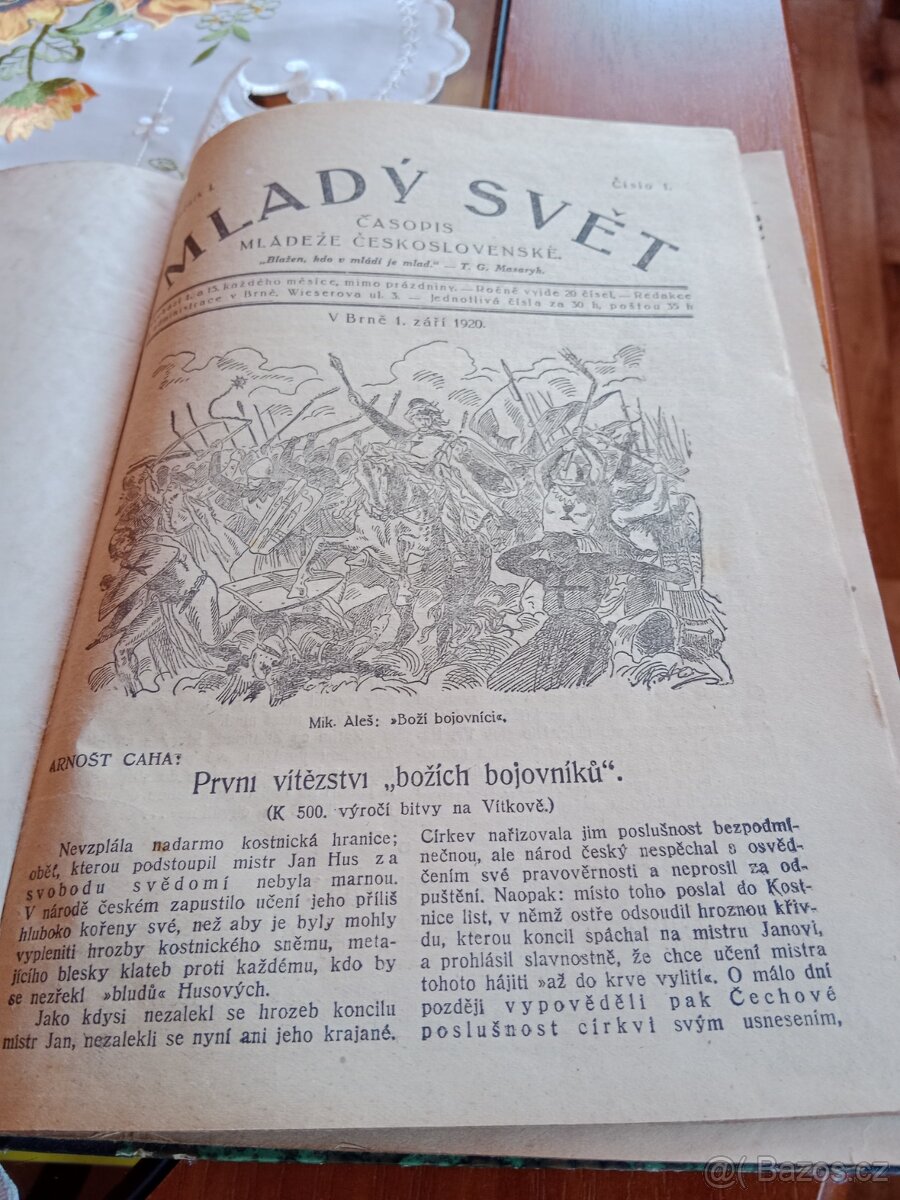 Číslo 1.
MLADÝ SVĚT
ČASOPIS
MLÁDEŽE ČESKOSLOVENSKÉ.
„Blažen, kdo v mládí je mlad.“ — T. G. Masaryk.
1. a 15. každého měsíce, mimo prázdniny. — Ročně vyjde 20 čísel. — Redakce
administrace v Brně, Wieserova ul. 3. — Jednotlivá čísla za 30 h, poštou 35 h
V Brně 1. září 1920.
Mik. Aleš: »Boží bojovníci«.
ARNOŠT CAHA:
První vítězství „božích bojovníků“.
(K 500. výročí bitvy na Vítkově.)
Nevzplála nadarmo kostnická hranice;
oběť, kterou podstoupil mistr Jan Hus za
svobodu svědomí nebyla marnou.
V národě českém zapustilo učení jeho příliš
hluboko kořeny své, než aby je byly mohly
vypleniti hrozby kostnického sněmu, meta-
jícího blesky klateb proti každému, kdo by
se nezřekl »bludů« Husových.
Jako kdysi nezalekl se hrozeb koncilu
mistr Jan, nezalekli se nyní ani jeho krajané.
Církev nařizovala jim poslušnost bezpodmí-
nečnou, ale národ český nespěchal s osvěd-
čením své pravověrnosti a neprosil za od-
puštění. Naopak: místo toho poslal do Kost-
nice list, v němž ostře odsoudil hroznou křiv-
du, kterou koncil spáchal na mistru Janovi,
a prohlásil slavnostně, že chce učení mistra
tohoto hájiti »až do krve vylití«. O málo dní
později vypověděli pak Čechové
poslušnost církvi svým usnesením,
@( Bazos.cz